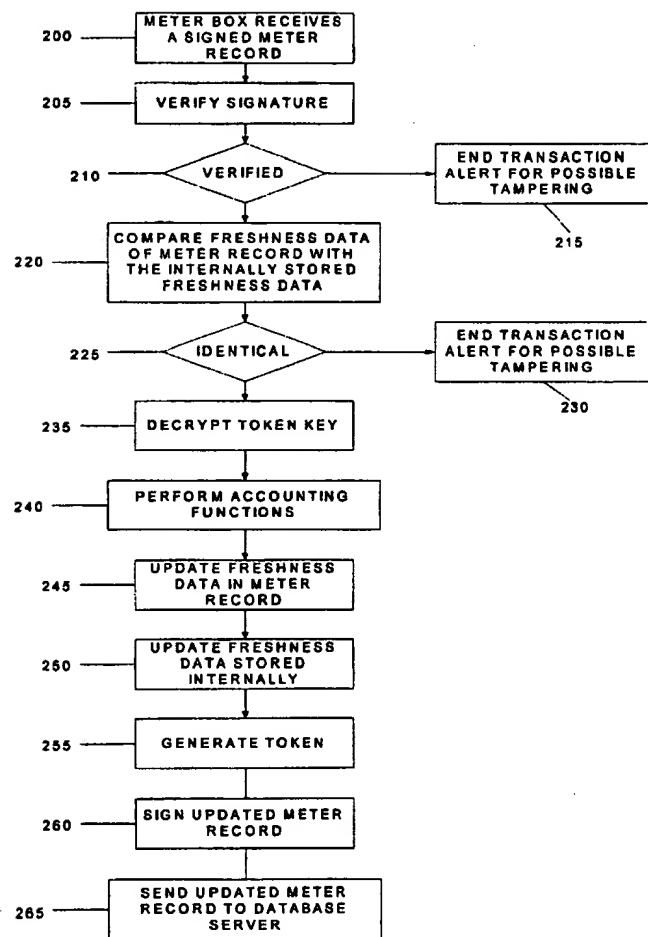 200
METER BOX RECEIVES
A SIGNED METER
RECORD
205
VERIFY SIGNATURE
210
VERIFIED
END TRANSACTION
ALERT FOR POSSIBLE
TAMPERING
215
220
COMPARE FRESHNESS DATA
OF METER RECORD WITH
THE INTERNALLY STORED
FRESHNESS DATA
225
IDENTICAL
END TRANSACTION
ALERT FOR POSSIBLE
TAMPERING
230
235
DECRYPT TOKEN KEY
240
PERFORM ACCOUNTING
FUNCTIONS
245
UPDATE FRESHNESS
DATA IN METER
RECORD
250
UPDATE FRESHNESS
DATA STORED
INTERNALLY
255
GENERATE TOKEN
260
SIGN UPDATED METER
RECORD
265
SEND UPDATED METER
RECORD TO DATABASE
SERVER